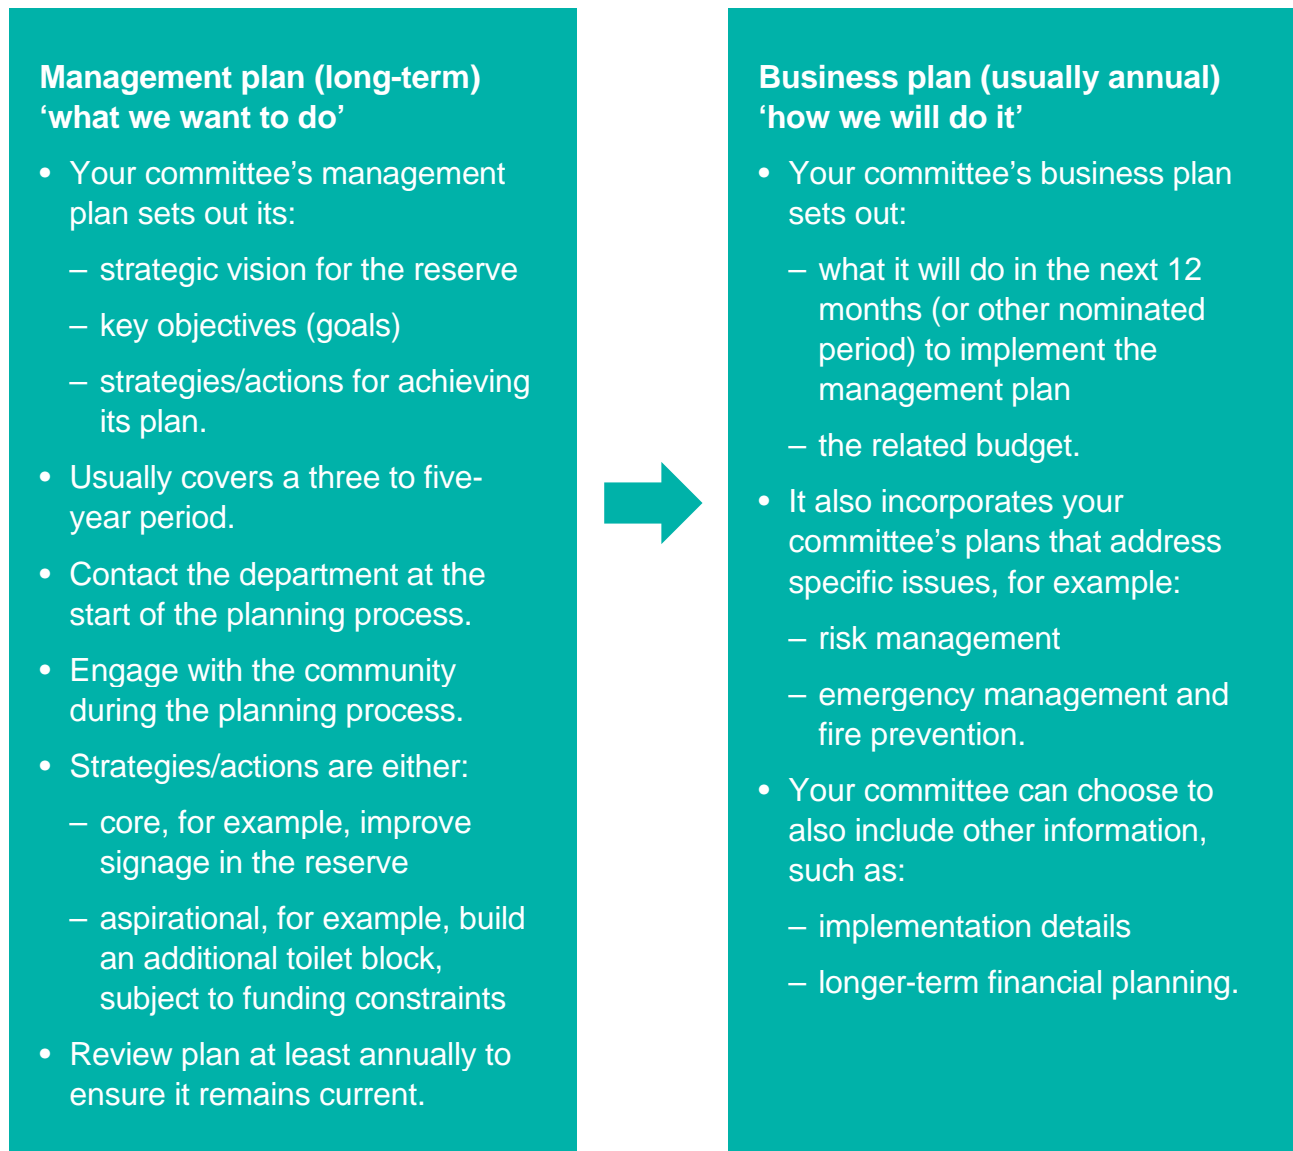 Management plan (long-term)
‘what we want to do’
• Your committee’s management
plan sets out its:
– strategic vision for the reserve
– key objectives (goals)
– strategies/actions for achieving
its plan.
• Usually covers a three to five-
year period.
• Contact the department at the
start of the planning process.
• Engage with the community
during the planning process.
• Strategies/actions are either:
– core, for example, improve
signage in the reserve
– aspirational, for example, build
an additional toilet block,
subject to funding constraints
• Review plan at least annually to
ensure it remains current.
Business plan (usually annual)
‘how we will do it’
• Your committee’s business plan
sets out:
– what it will do in the next 12
months (or other nominated
period) to implement the
management plan
– the related budget.
• It also incorporates your
committee’s plans that address
specific issues, for example:
– risk management
– emergency management and
fire prevention.
• Your committee can choose to
also include other information,
such as:
– implementation details
– longer-term financial planning.